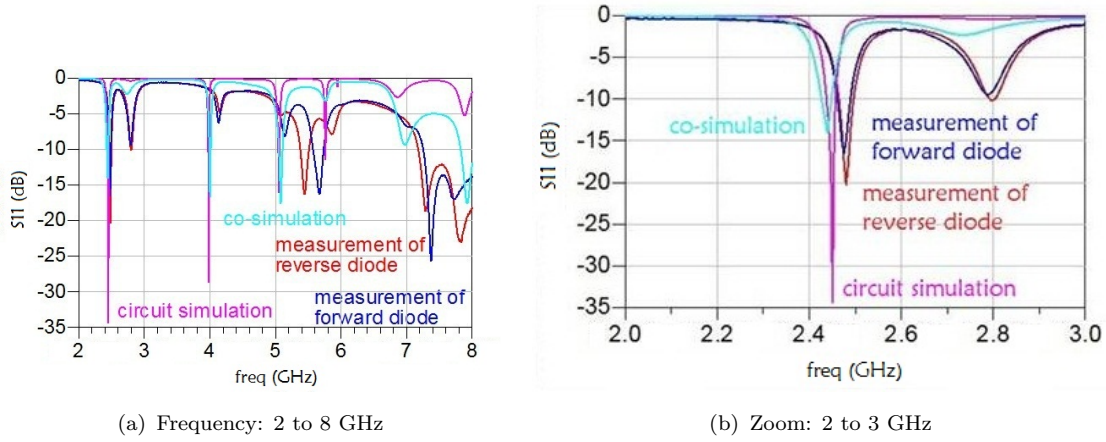 0
-5
-10
-15
-20
-25
-30
-35
S11 (dB)
co-simulation
measurement of
reverse diode
circuit simulation
measurement of
forward diode
2 3 4 5 6 7 8
freq (GHz)
(a) Frequency: 2 to 8 GHz
0
-5
-10
-15
-20
-25
-30
-35
S11 (dB)
co-simulation
measurement of
forward diode
measurement of
reverse diode
circuit simulation
2.0 2.2 2.4 2.6 2.8 3.0
freq (GHz)
(b) Zoom: 2 to 3 GHz